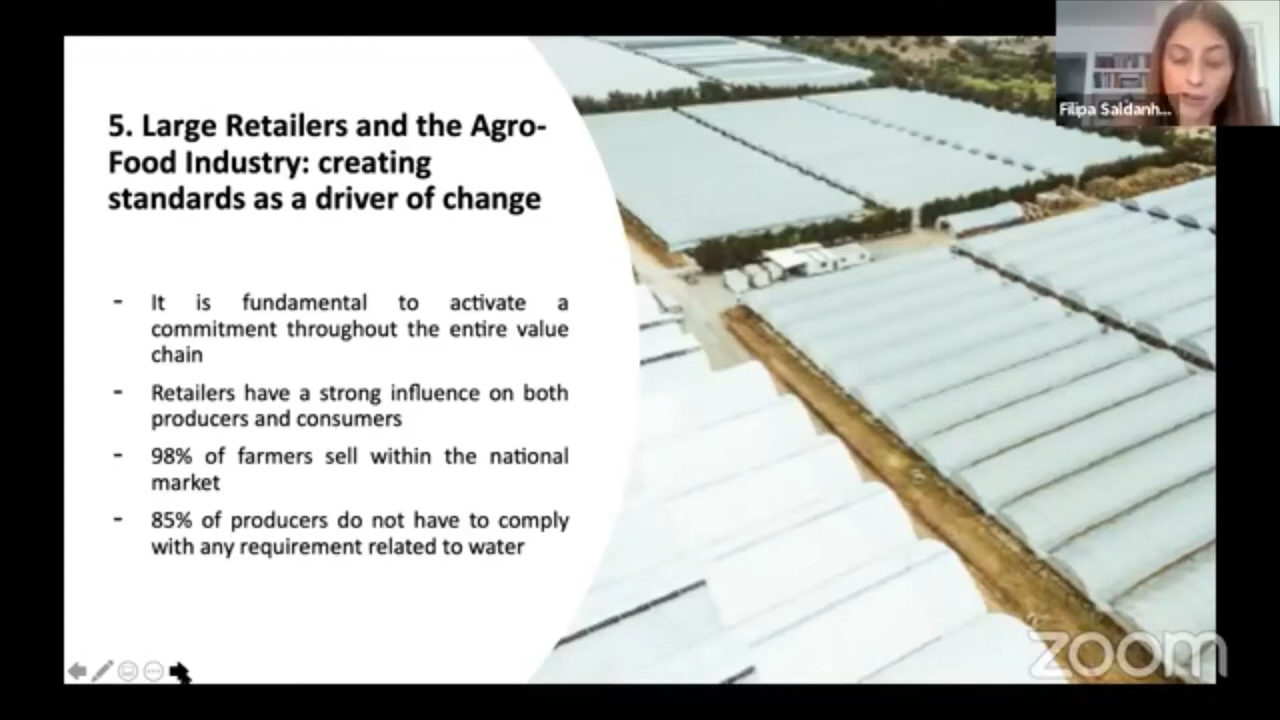 Filipa Saldanh...
5. Large Retailers and the Agro-
Food Industry: creating
standards as a driver of change
- It is fundamental to activate a
commitment throughout the entire value
chain
- Retailers have a strong influence on both
producers and consumers
- 98% of farmers sell within the national
market
- 85% of producers do not have to comply
with any requirement related to water
zoom